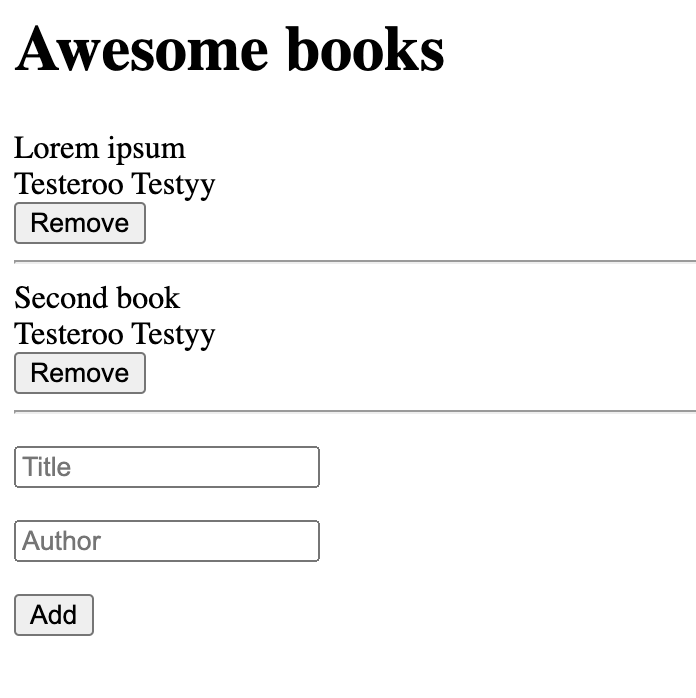 Awesome books
Lorem ipsum
Testeroo Testyy
Remove
Second book
Testeroo Testyy
Remove
Title
Author
Add